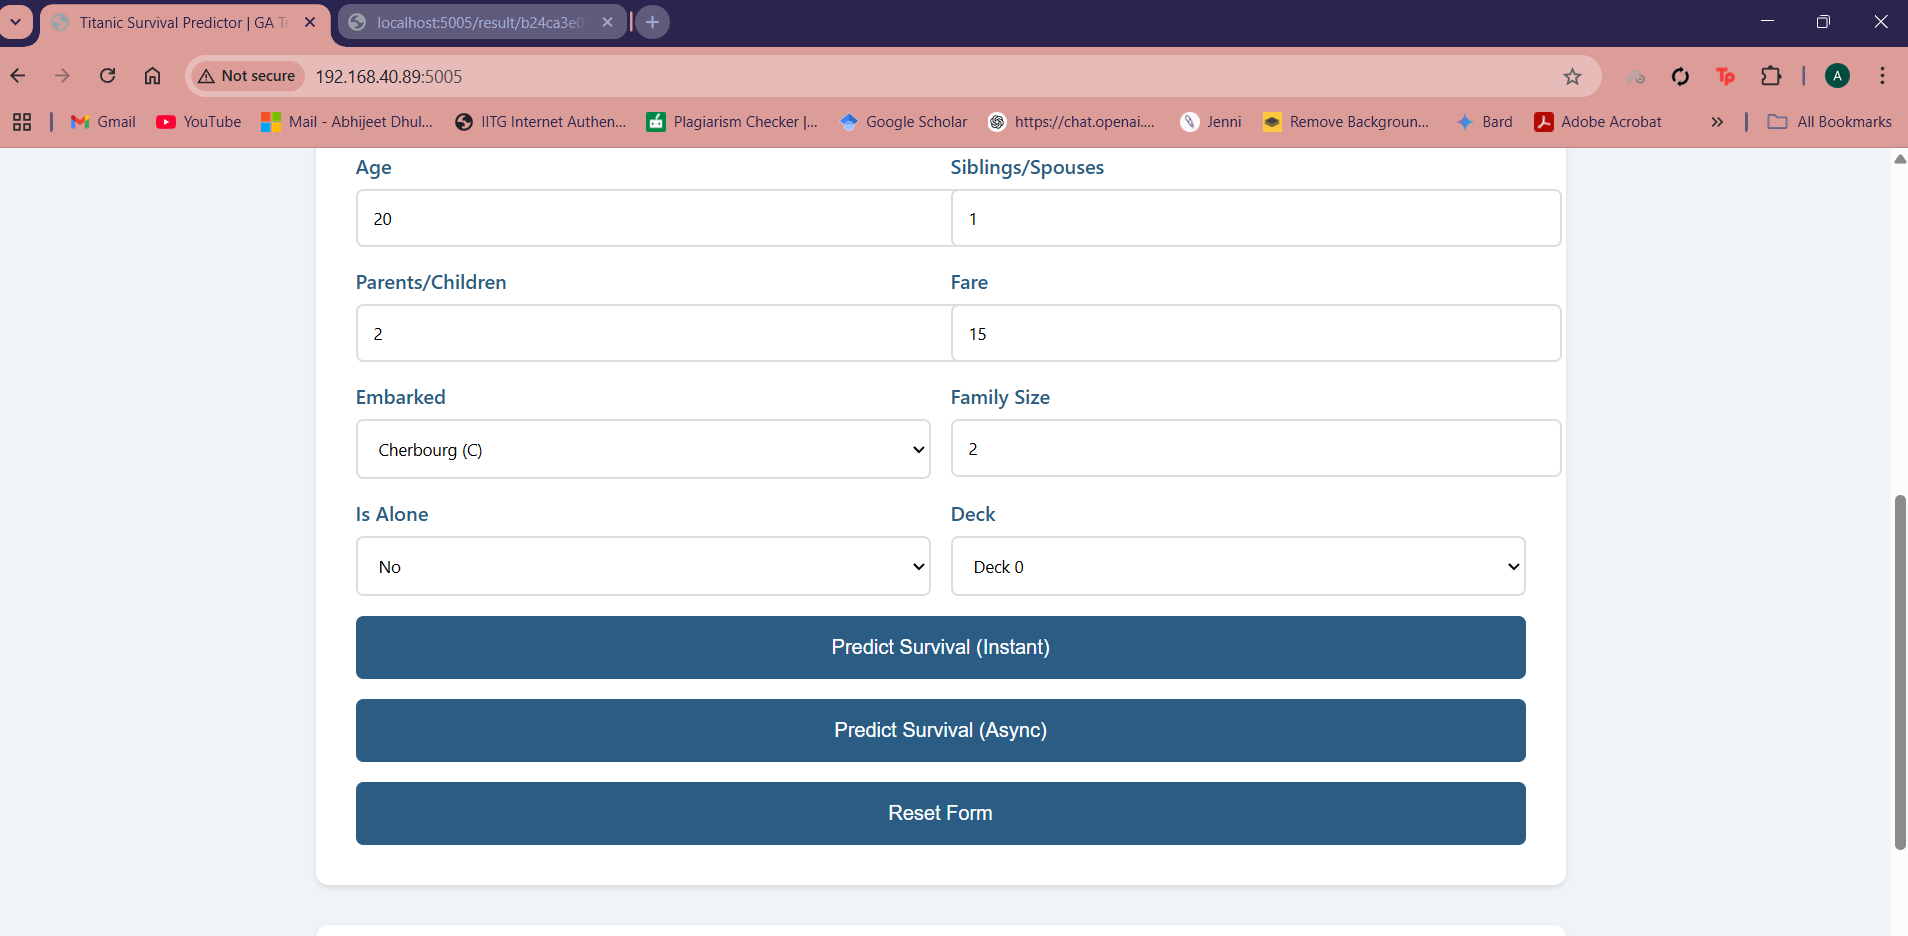 Titanic Survival Predictor | GA Te
localhost:5005/result/b24ca3e0
Not secure
192.168.40.89:5005
Tp
A
Gmail
YouTube
Mail - Abhijeet Dhul...
IITG Internet Authen...
Plagiarism Checker |...
Google Scholar
https://chat.openai....
Jenni
Remove Backgroun...
Bard
Adobe Acrobat
All Bookmarks
Age
Siblings/Spouses
20
1
Parents/Children
Fare
2
15
Embarked
Family Size
Cherbourg (C)
2
Is Alone
Deck
No
Deck 0
Predict Survival (Instant)
Predict Survival (Async)
Reset Form